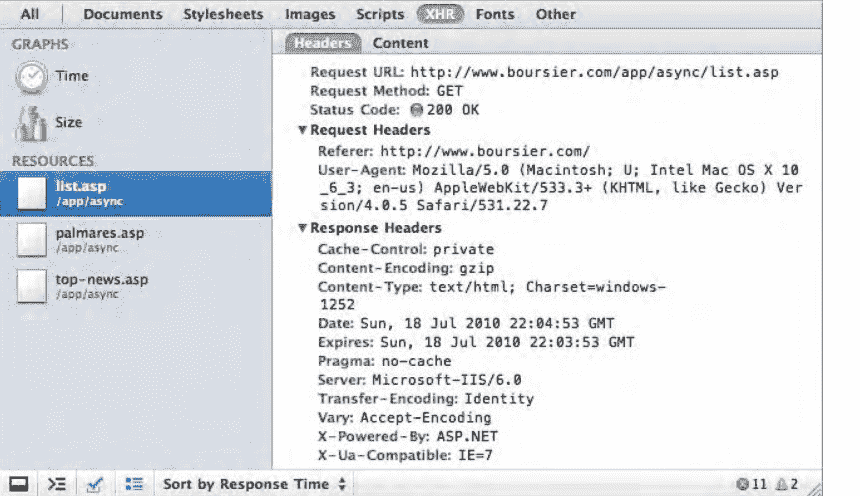 All Documents Stylesheets Images Scripts XHR Fonts Other
GRAPHS
Time
Size
RESOURCES
list.asp
/app/async
palmares.asp
/app/async
top-news.asp
/app/async
Headers Content
Request URL: http://www.boursier.com/app/async/list.asp
Request Method: GET
Status Code: 200 OK
▼Request Headers
Referer: http://www.boursier.com/
User-Agent: Mozilla/5.0 (Macintosh; U; Intel Mac OS X 10
_6_3; en-us) AppleWebKit/533.3+ (KHTML, like Gecko) Ver
sion/4.0.5 Safari/531.22.7
▼Response Headers
Cache-Control: private
Content-Encoding: gzip
Content-Type: text/html; Charset=windows-
1252
Date: Sun, 18 Jul 2010 22:04:53 GMT
Expires: Sun, 18 Jul 2010 22:03:53 GMT
Pragma: no-cache
Server: Microsoft-IIS/6.0
Transfer-Encoding: Identity
Vary: Accept-Encoding
X-Powered-By: ASP.NET
X-Ua-Compatible: IE=7
Sort by Response Time 11 2